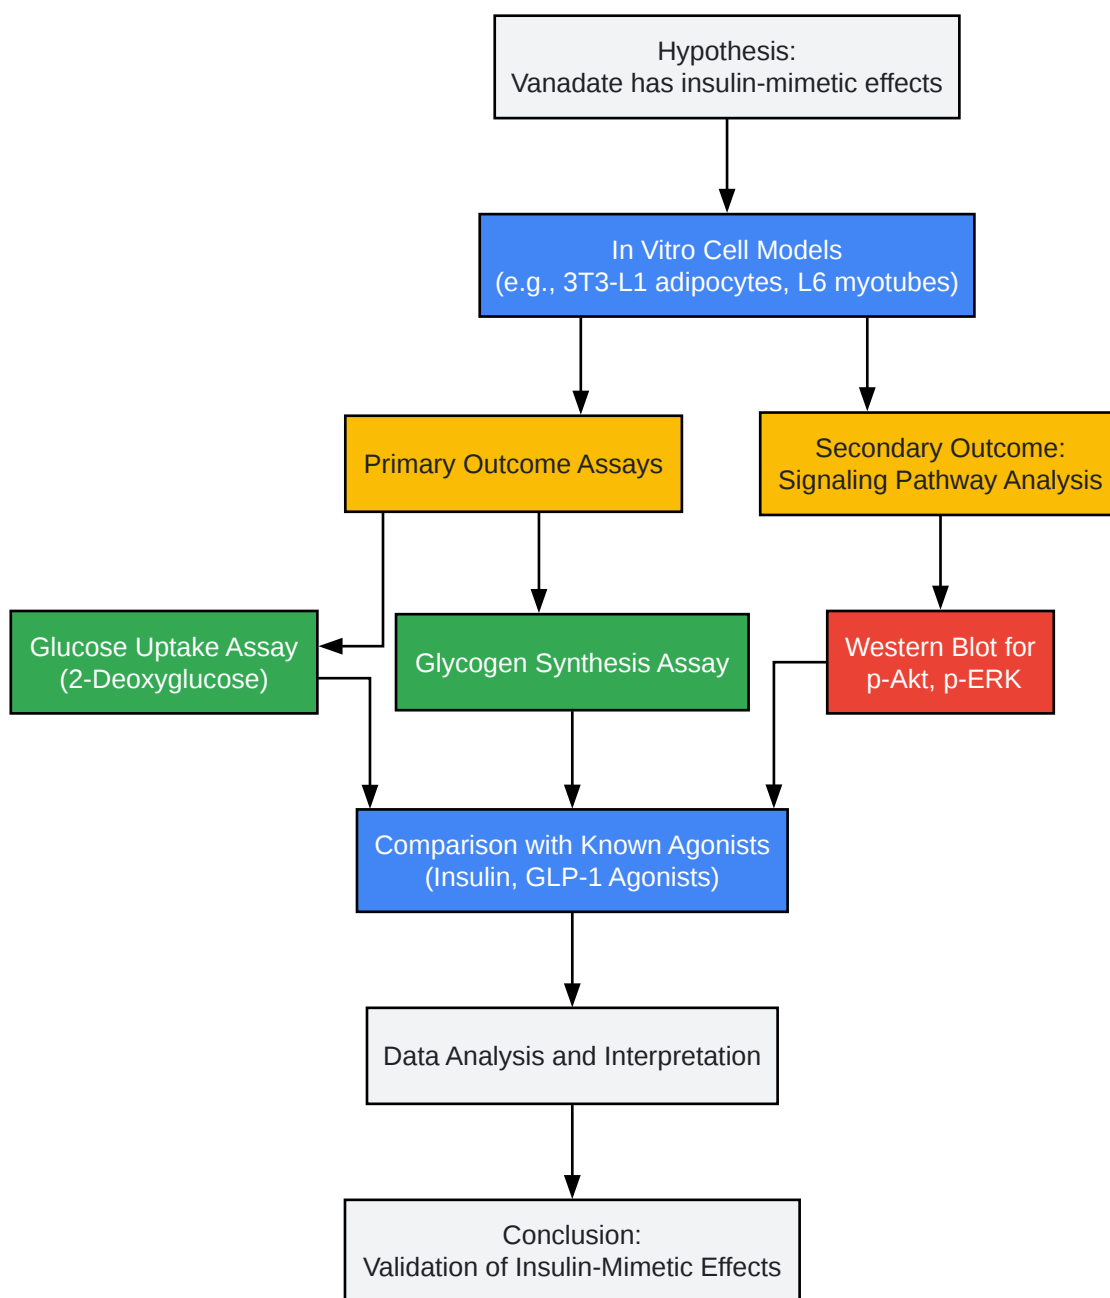 Hypothesis:
Vanadate has insulin-mimetic effects
In Vitro Cell Models
(e.g., 3T3-L1 adipocytes, L6 myotubes)
Primary Outcome Assays
Secondary Outcome:
Signaling Pathway Analysis
Glucose Uptake Assay
(2-Deoxyglucose)
Glycogen Synthesis Assay
Western Blot for
p-Akt, p-ERK
Comparison with Known Agonists
(Insulin, GLP-1 Agonists)
Data Analysis and Interpretation
Conclusion:
Validation of Insulin-Mimetic Effects